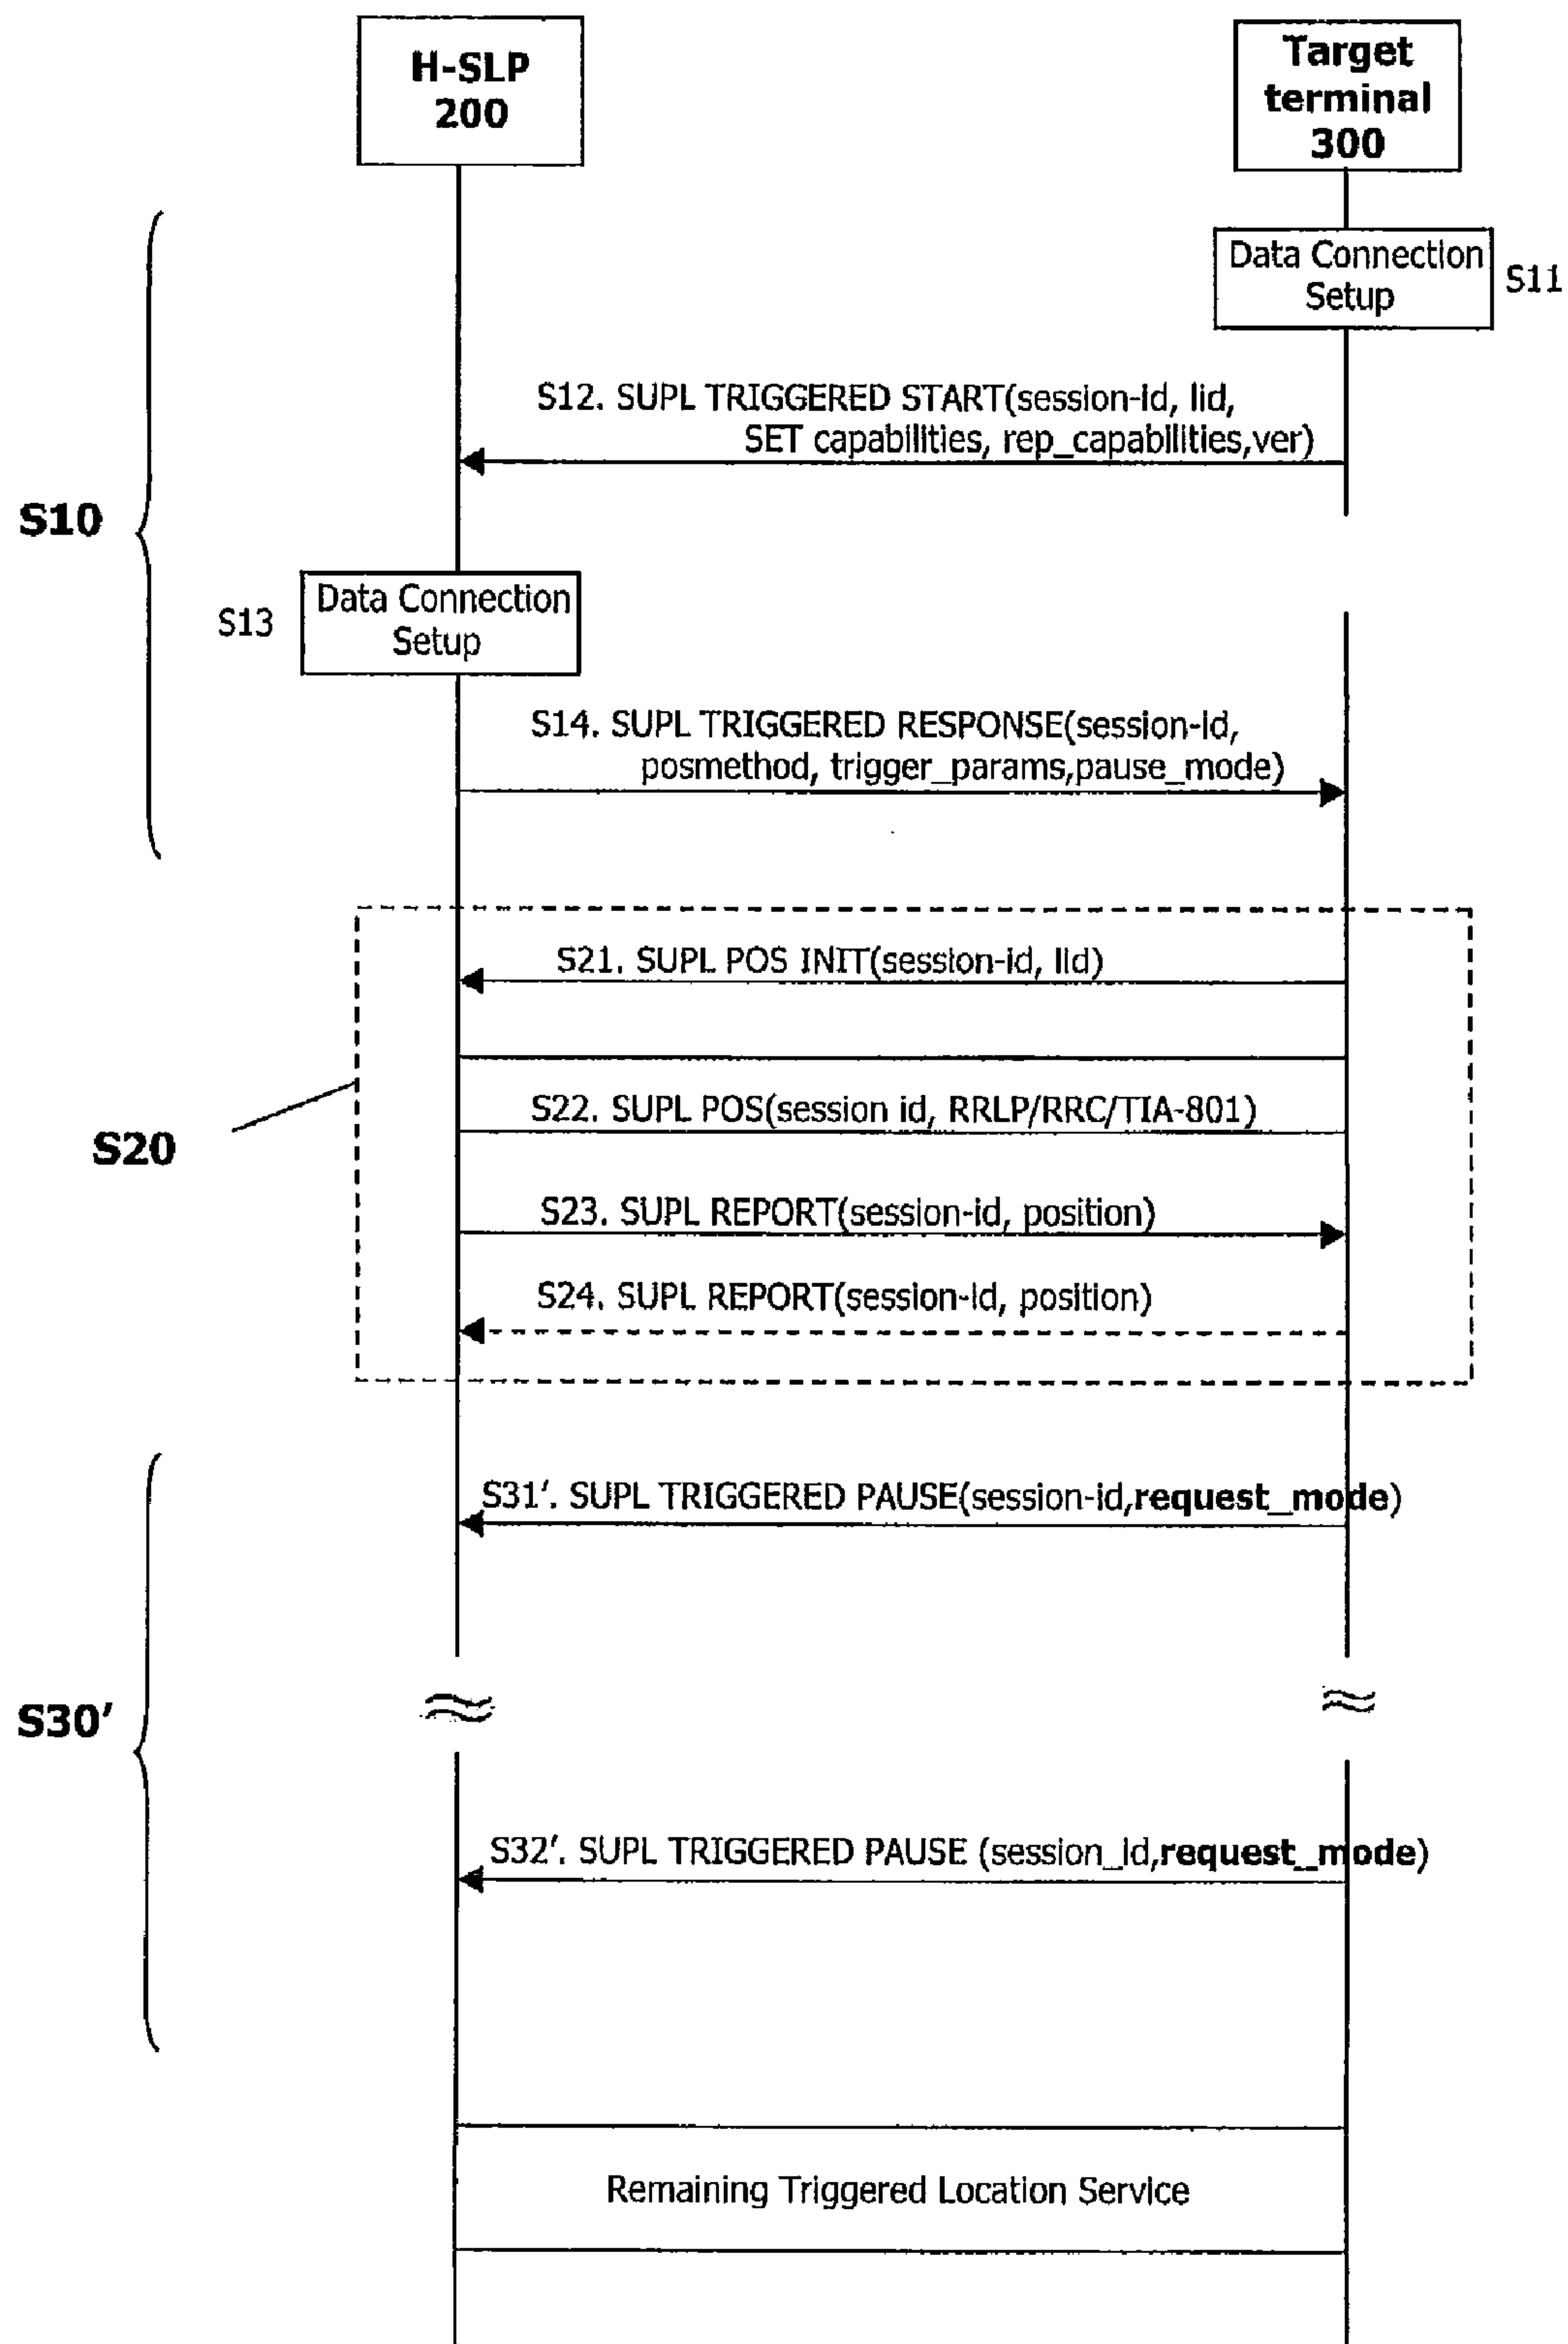 H-SLP
200
Target
terminal
300
Data Connection
Setup
S11
S12. SUPL TRIGGERED START(session-id, lid,
SET capabilities, rep_capabilities,ver)
S10
Data Connection
Setup
S13
S14. SUPL TRIGGERED RESPONSE(session-id,
posmethod, trigger_params,pause_mode)
S21. SUPL POS INIT(session-id, lid)
S22. SUPL POS(session id, RRLP/RRC/TIA-801)
S20
S23. SUPL REPORT(session-id, position)
S24. SUPL REPORT(session-id, position)
S31'. SUPL TRIGGERED PAUSE(session-id,request_mode)
S30'
S32'. SUPL TRIGGERED PAUSE (session_id,request_mode)
Remaining Triggered Location Service